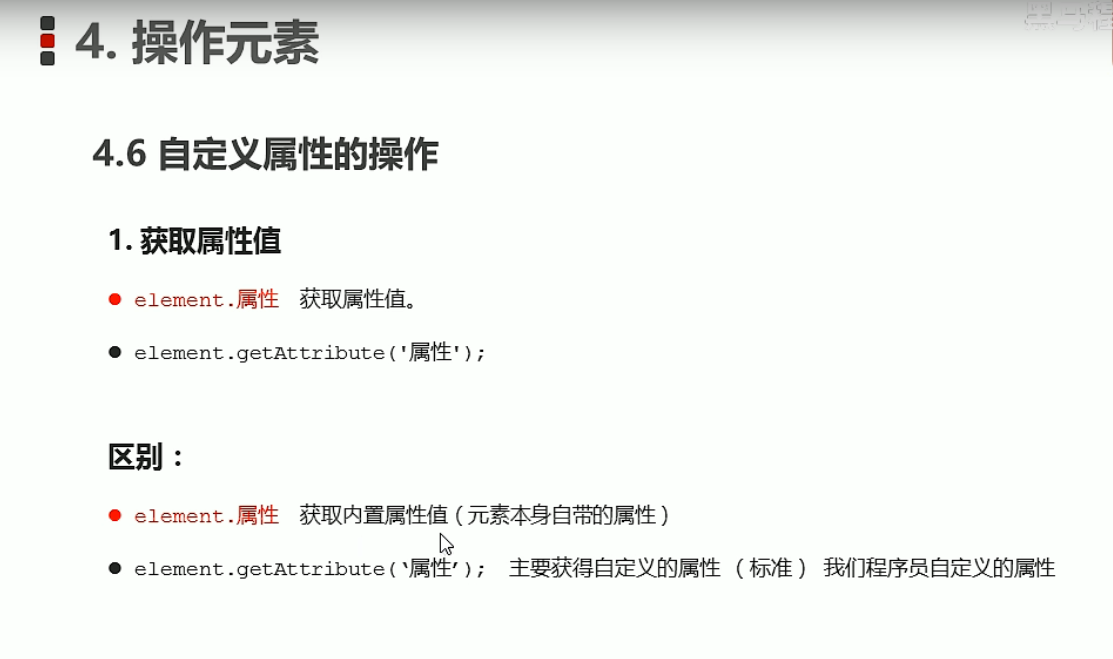 4. 操作元素
4.6 自定义属性的操作
1. 获取属性值
element.属性 获取属性值。
element.getAttribute('属性');
区别：
element.属性 获取内置属性值(元素本身自带的属性)
element.getAttribute(‘属性’); 主要获得自定义的属性 （标准） 我们程序员自定义的属性